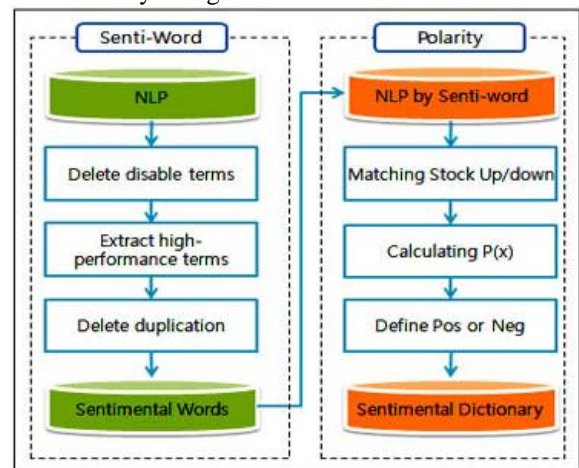 Senti-Word
NLP
Delete disable terms
Extract high-
performance terms
Delete duplication
Sentimental Words
Polarity
NLP by Senti-word
Matching Stock Up/down
Calculating P(x)
Define Pos or Neg
Sentimental Dictionary